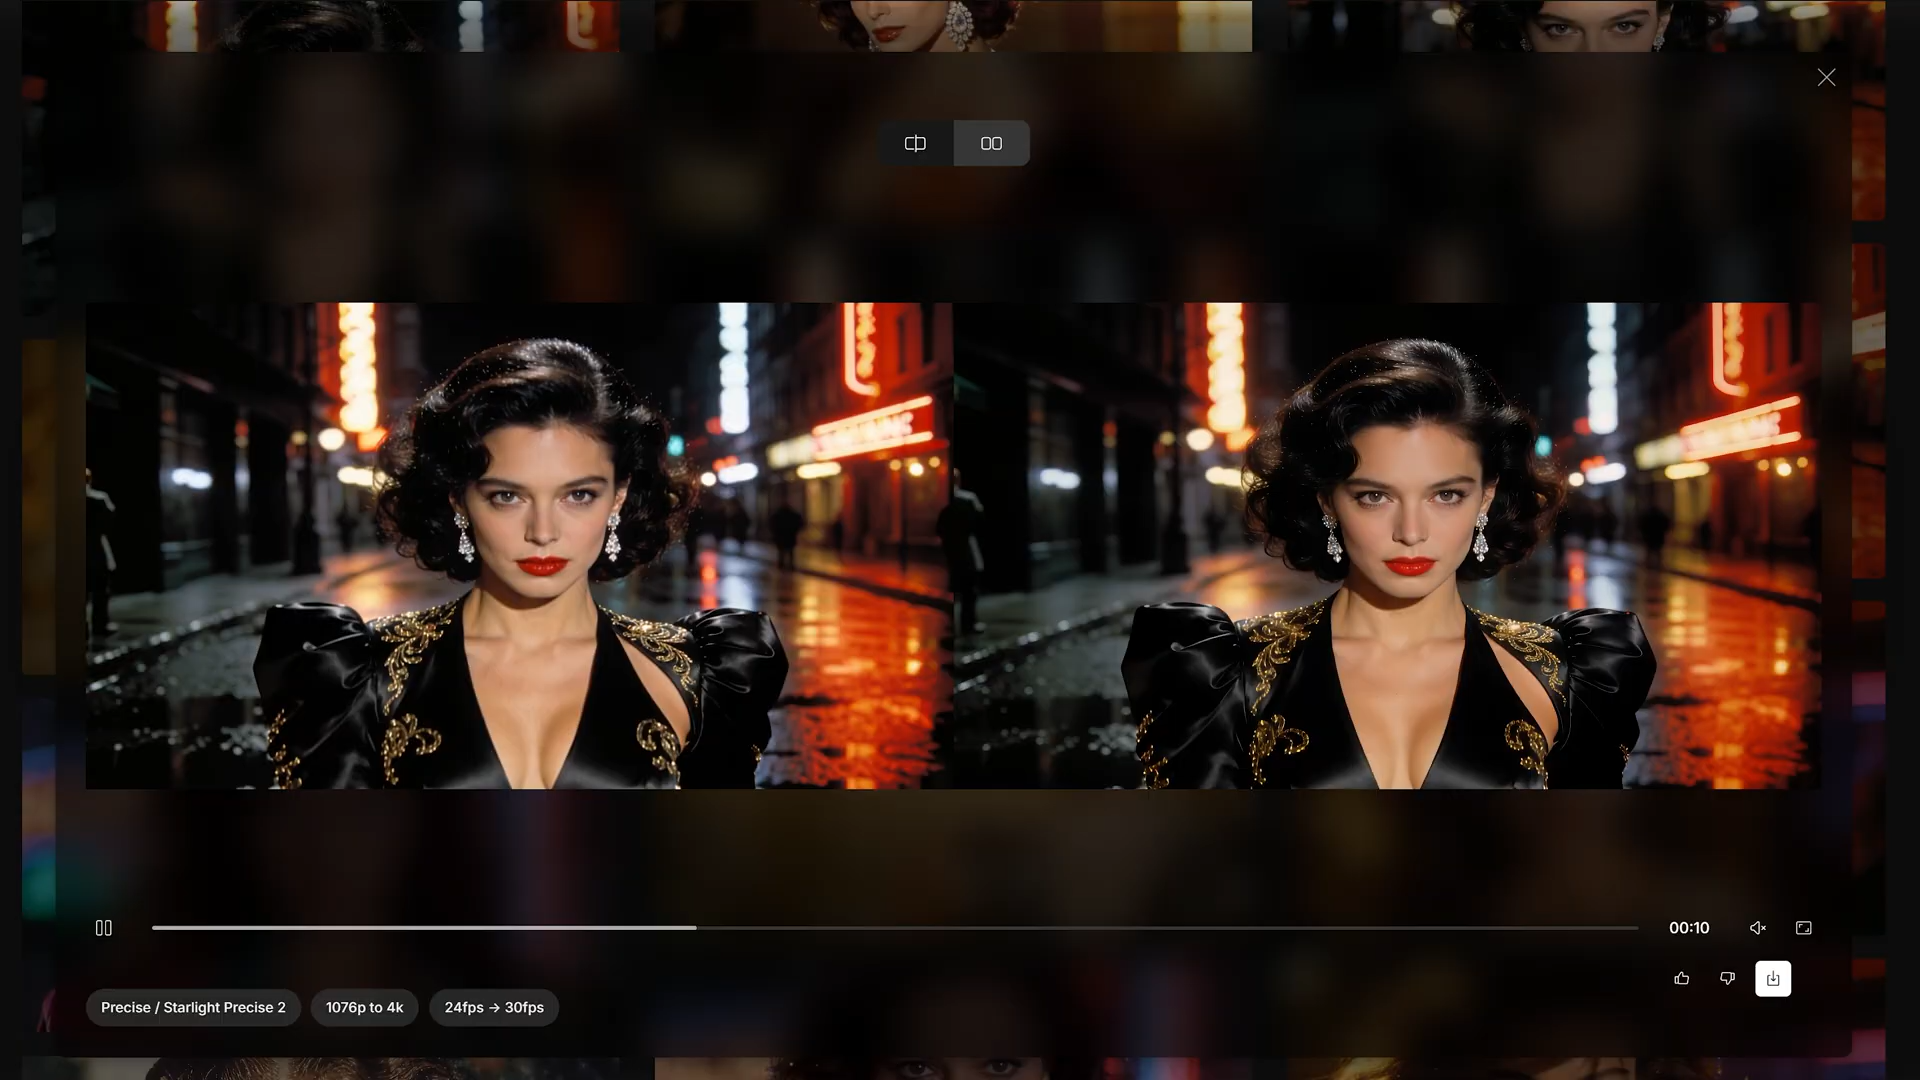 00:10
Precise / Starlight Precise 2
1076p to 4k
24fps → 30fps